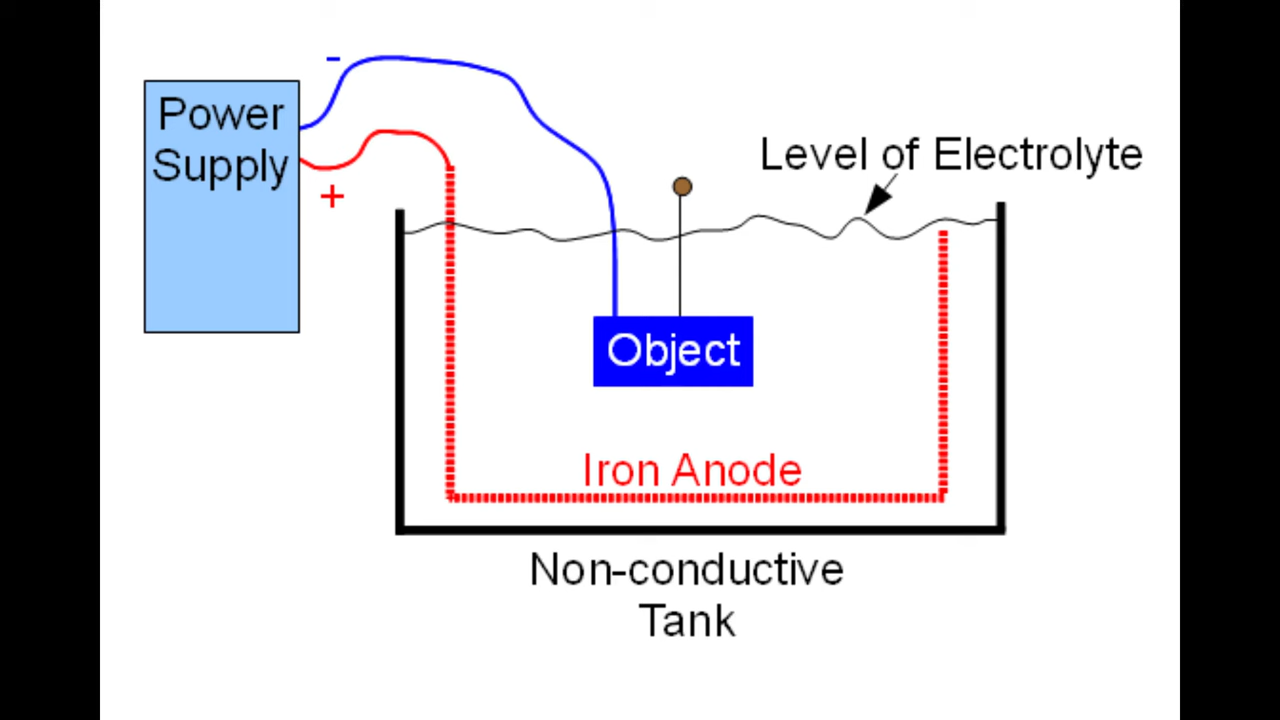 -
Power
Supply
+
Level of Electrolyte
Object
Iron Anode
Non-conductive
Tank